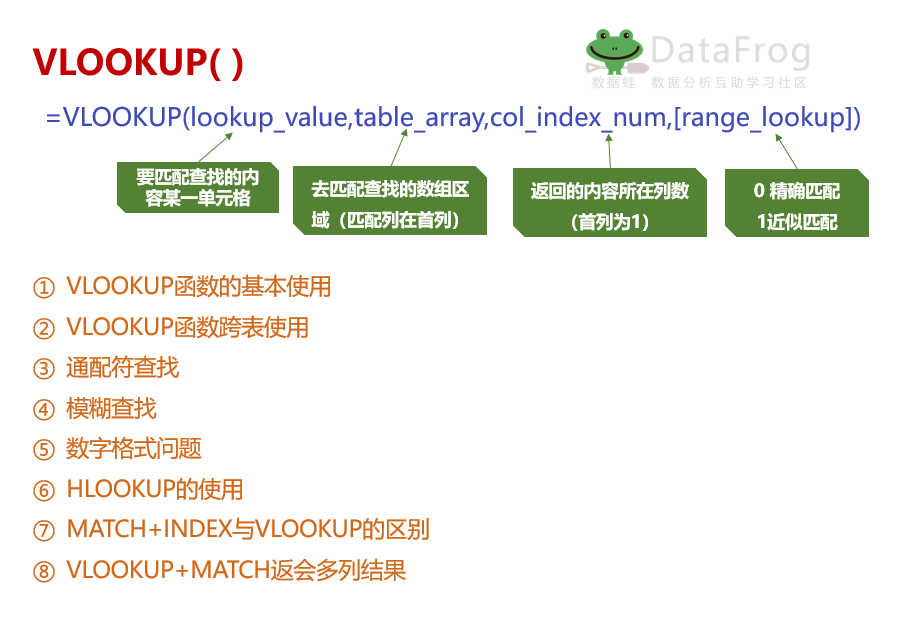 VLOOKUP( )
DataFrog
数据蛙 数据分析互助学习社区
=VLOOKUP(lookup_value,table_array,col_index_num,[range_lookup])
要匹配查找的内
容某一单元格
去匹配查找的数组区
域（匹配列在首列）
返回的内容所在列数
（首列为1）
0 精确匹配
1近似匹配
① VLOOKUP函数的基本使用
② VLOOKUP函数跨表使用
③ 通配符查找
④ 模糊查找
⑤ 数字格式问题
⑥ HLOOKUP的使用
⑦ MATCH+INDEX与VLOOKUP的区别
⑧ VLOOKUP+MATCH返会多列结果